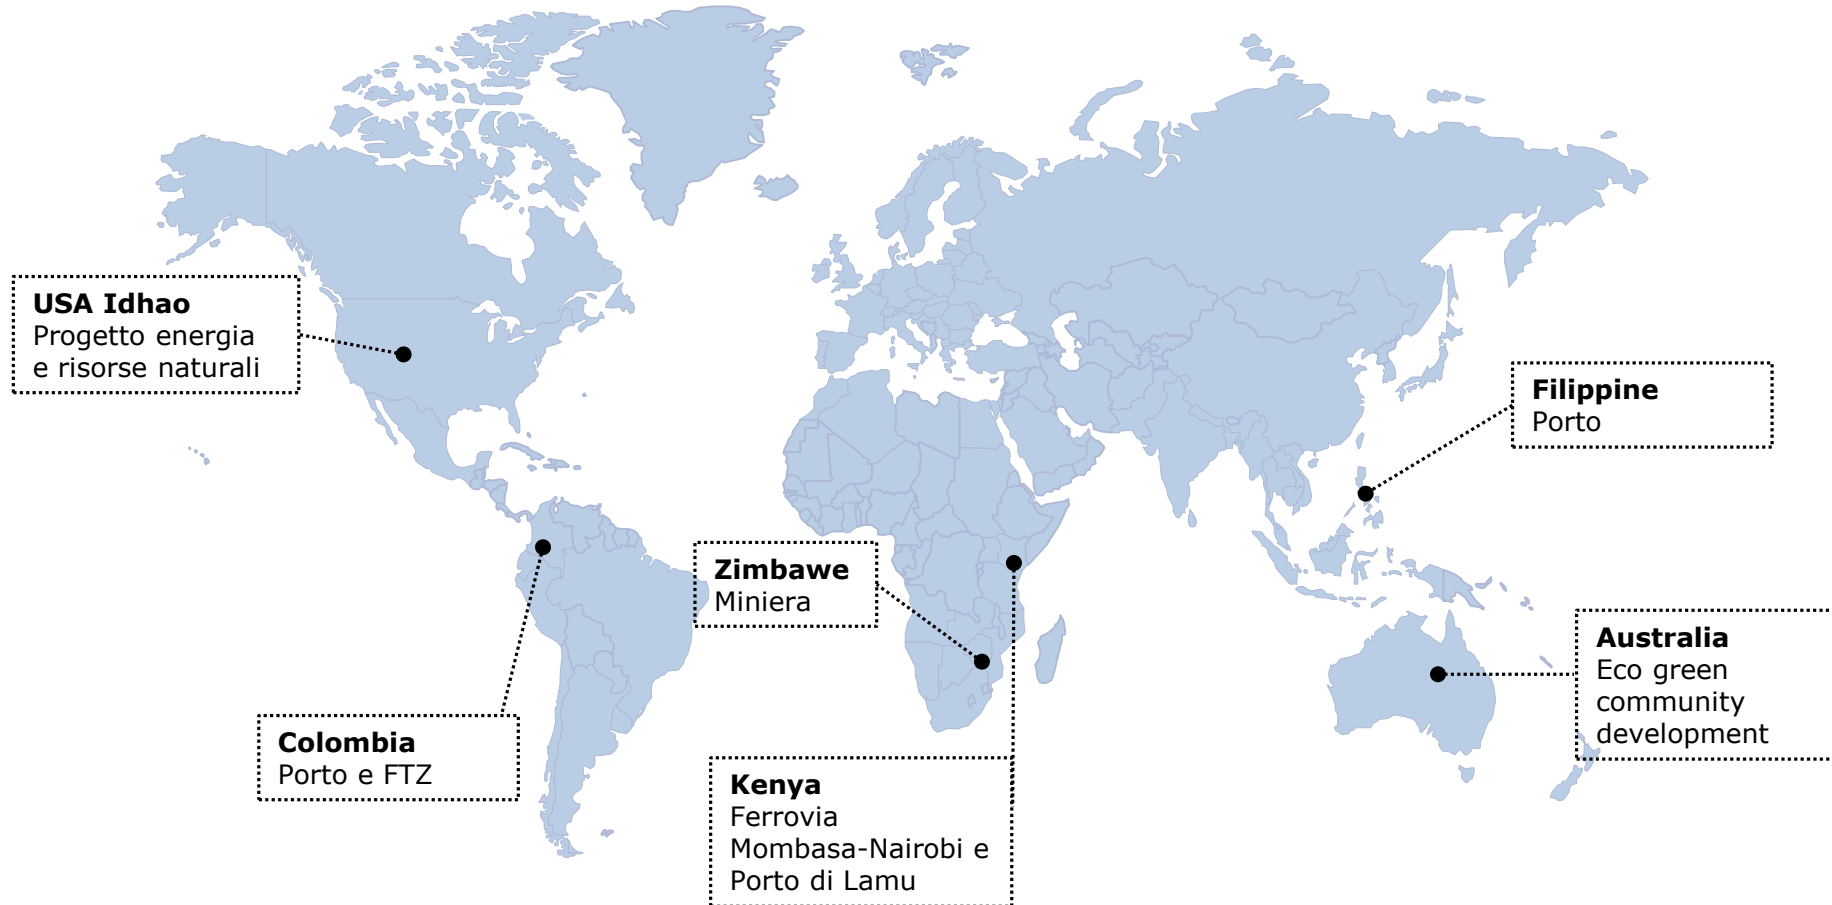 USA Idhao
Progetto energia
e risorse naturali
Filippine
Porto
Zimbawe
Miniera
Australia
Eco green
community
development
Colombia
Porto e FTZ
Kenya
Ferrovia
Mombasa-Nairobi e
Porto di Lamu